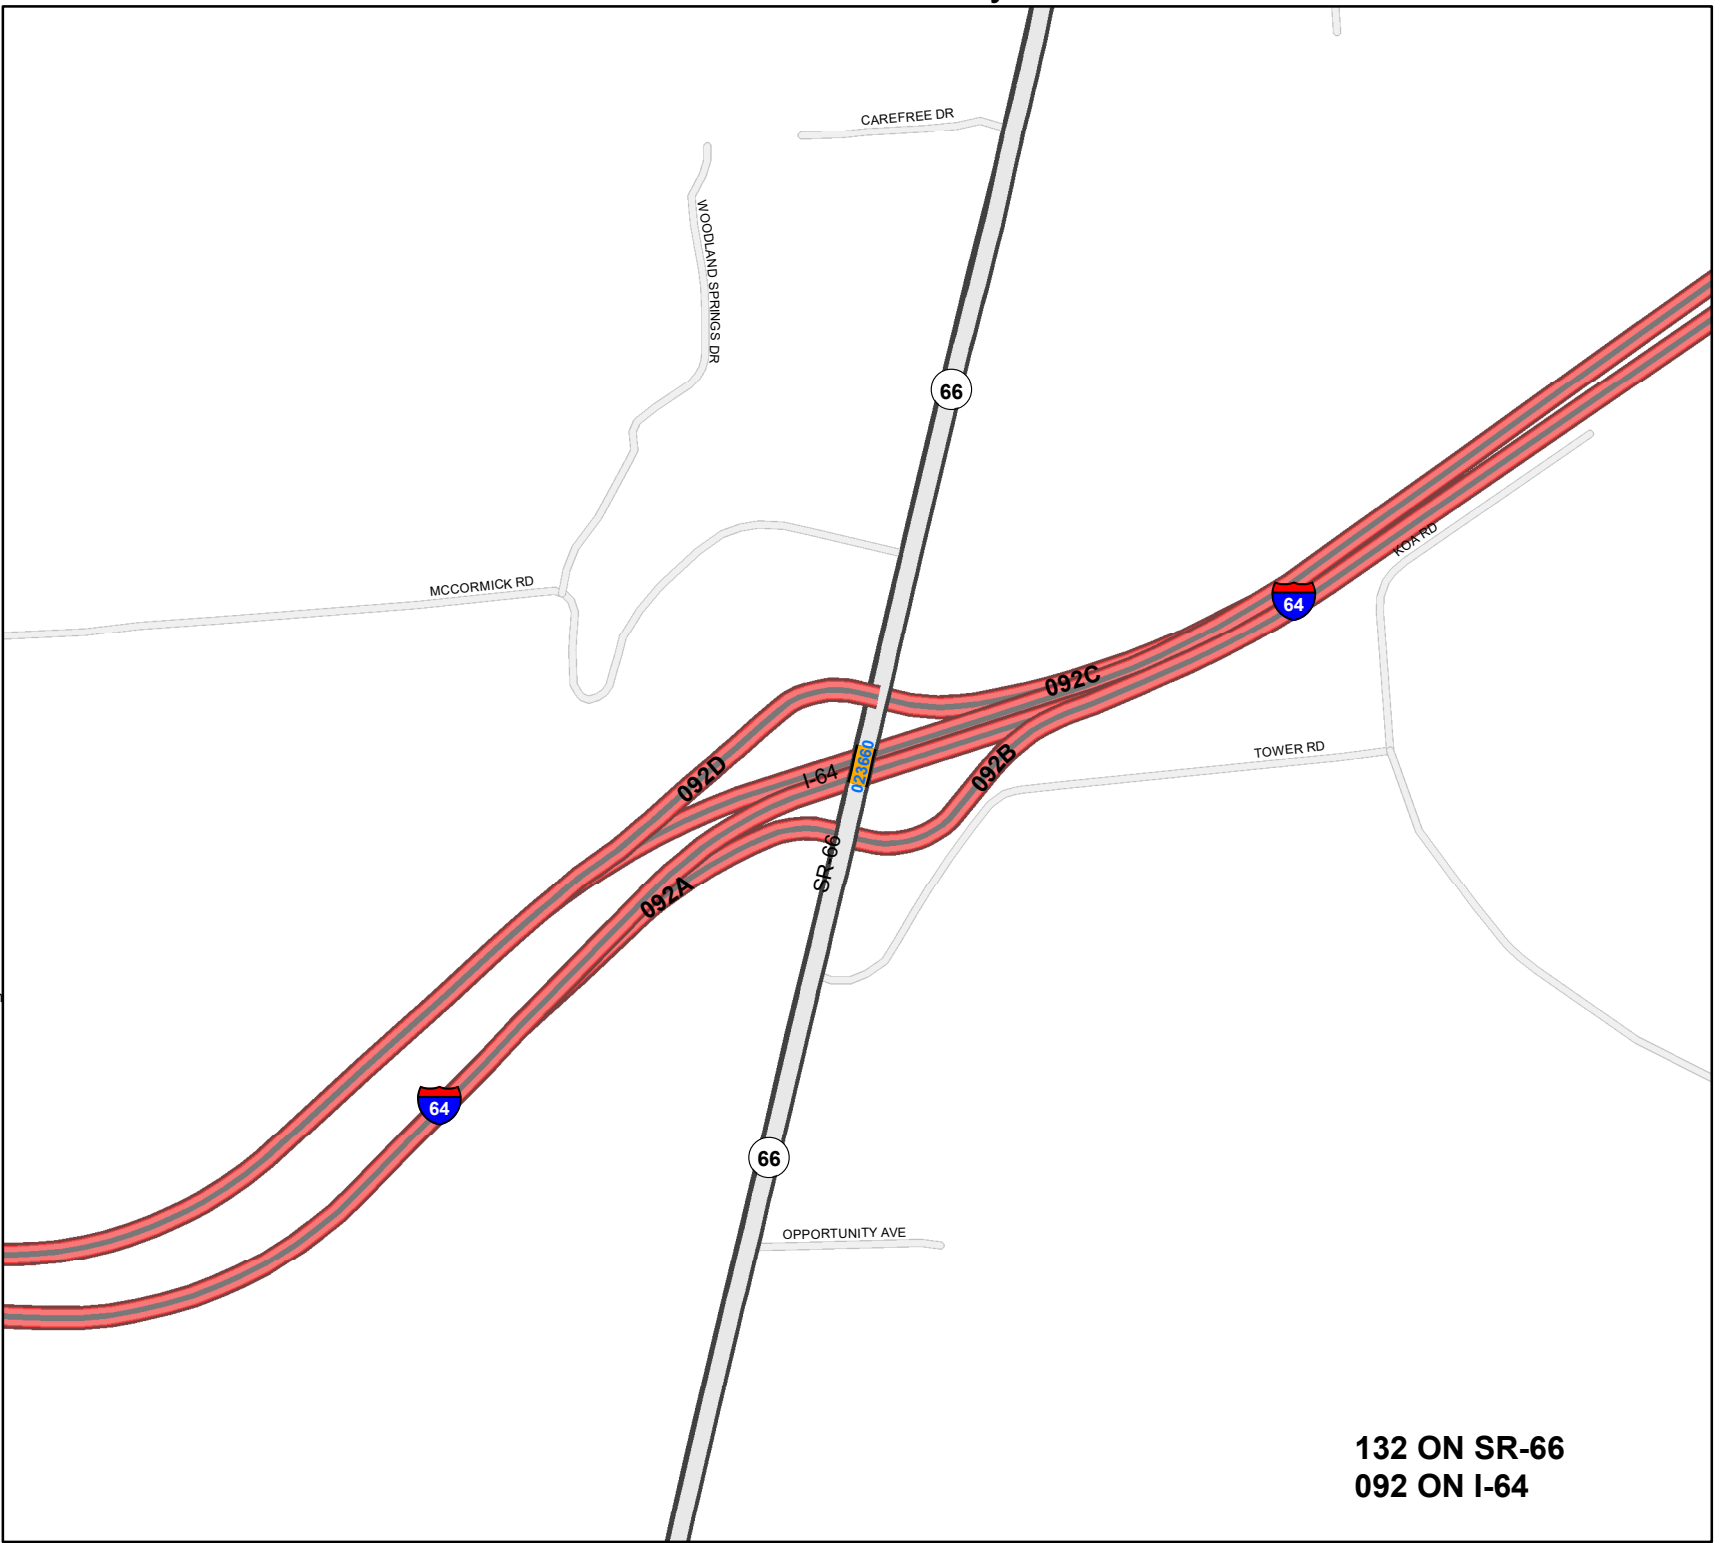 CAREFREE DR
WOODLAND SPRINGS DR
66
KOA RD
MCCORMICK RD
64
092C
TOWER RD
023660
092B
I-64
092D
SR-66
092A
64
66
OPPORTUNITY AVE
132 ON SR-66
092 ON I-64